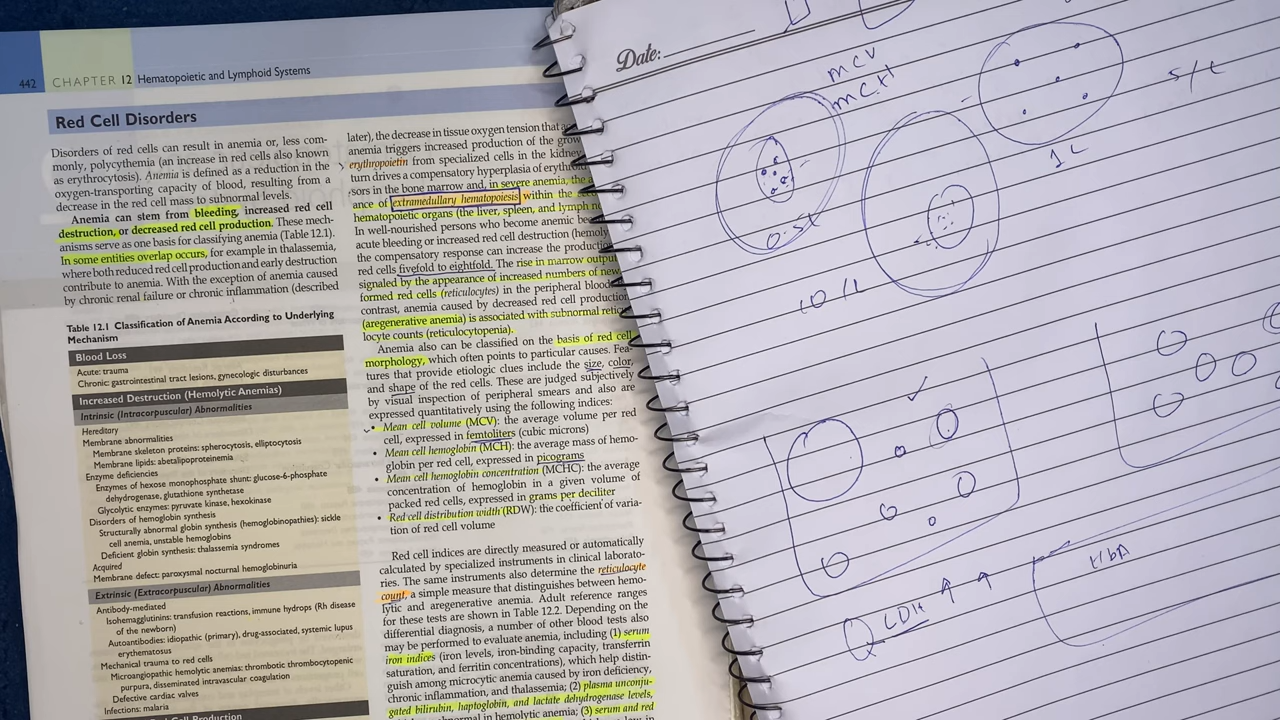 442 CHAPTER 12 Hematopoietic and Lymphoid Systems
Red Cell Disorders
Disorders of red cells can result in anemia or, less com-
monly, polycythemia (an increase in red cells also known
as erythrocytosis). Anemia is defined as a reduction in the
oxygen-transporting capacity of blood, resulting from a
decrease in the red cell mass to subnormal levels.
Anemia can stem from bleeding, increased red cell
destruction, or decreased red cell production. These mech-
anisms serve as one basis for classifying anemia (Table 12.1).
In some entities overlap occurs, for example in thalassemia,
where both reduced red cell production and early destruction
contribute to anemia. With the exception of anemia caused
by chronic renal failure or chronic inflammation (described
Table 12.1 Classification of Anemia According to Underlying
Mechanism
Blood Loss
Acute: trauma
Chronic: gastrointestinal tract lesions, gynecologic disturbances
Increased Destruction (Hemolytic Anemias)
Intrinsic (Intracorpuscular) Abnormalities
Hereditary
Membrane abnormalities
Membrane skeleton proteins: spherocytosis, elliptocytosis
Membrane lipids: abetalipoproteinemia
Enzyme deficiencies
Enzymes of hexose monophosphate shunt: glucose-6-phosphate
dehydrogenase, glutathione synthetase
Glycolytic enzymes: pyruvate kinase, hexokinase
Disorders of hemoglobin synthesis
Structurally abnormal globin synthesis (hemoglobinopathies): sickle
cell anemia, unstable hemoglobins
Deficient globin synthesis: thalassemia syndromes
Acquired
Membrane defect: paroxysmal nocturnal hemoglobinuria
Extrinsic (Extracorpuscular) Abnormalities
Antibody-mediated
Isohemagglutinins: transfusion reactions, immune hydrops (Rh disease
of the newborn)
Autoantibodies: idiopathic (primary), drug-associated, systemic lupus
erythematosus
Mechanical trauma to red cells
Microangiopathic hemolytic anemias: thrombotic thrombocytopenic
purpura, disseminated intravascular coagulation
Defective cardiac valves
Infections: malaria
later), the decrease in tissue oxygen tension that
anemia triggers increased production of the
erythropoietin from specialized cells in the kidney
turn drives a compensatory hyperplasia of
sors in the bone marrow and, in severe anemia, the
ance of extramedullary hematopoiesis within the
hematopoietic organs (the liver, spleen, and lymph
In well-nourished persons who become anemic
acute bleeding or increased red cell destruction
the compensatory response can increase the
red cells fivefold to eightfold. The rise in marrow output
signaled by the appearance of increased numbers of
formed red cells (reticulocytes) in the peripheral
contrast, anemia caused by decreased red cell
(aregenerative anemia) is associated with subnormal
locyte counts (reticulocytopenia).
Anemia also can be classified on the basis of red cell
morphology, which often points to particular causes. Fea-
tures that provide etiologic clues include the size, color,
and shape of the red cells. These are judged subjectively
by visual inspection of peripheral smears and also are
expressed quantitatively using the following indices:
• Mean cell volume (MCV): the average volume per red
cell, expressed in femtoliters (cubic microns)
• Mean cell hemoglobin (MCH): the average mass of hemo-
globin per red cell, expressed in picograms
• Mean cell hemoglobin concentration (MCHC): the average
concentration of hemoglobin in a given volume of
packed red cells, expressed in grams per deciliter
• Red cell distribution width (RDW): the coefficient of varia-
tion of red cell volume
Red cell indices are directly measured or automatically
calculated by specialized instruments in clinical laborato-
ries. The same instruments also determine the reticulocyte
count, a simple measure that distinguishes between hemo-
lytic and aregenerative anemia. Adult reference ranges
for these tests are shown in Table 12.2. Depending on the
differential diagnosis, a number of other blood tests also
may be performed to evaluate anemia, including (1) serum
iron indices (iron levels, iron-binding capacity, transferrin
saturation, and ferritin concentrations), which help distin-
guish among microcytic anemia caused by iron deficiency,
chronic inflammation, and thalassemia; (2) plasma unconju-
gated bilirubin, haptoglobin, and lactate dehydrogenase levels,
Date:
MCV
MCH
5/L
1L
0.5L
10/L
LDH ↑ ↑
HbA